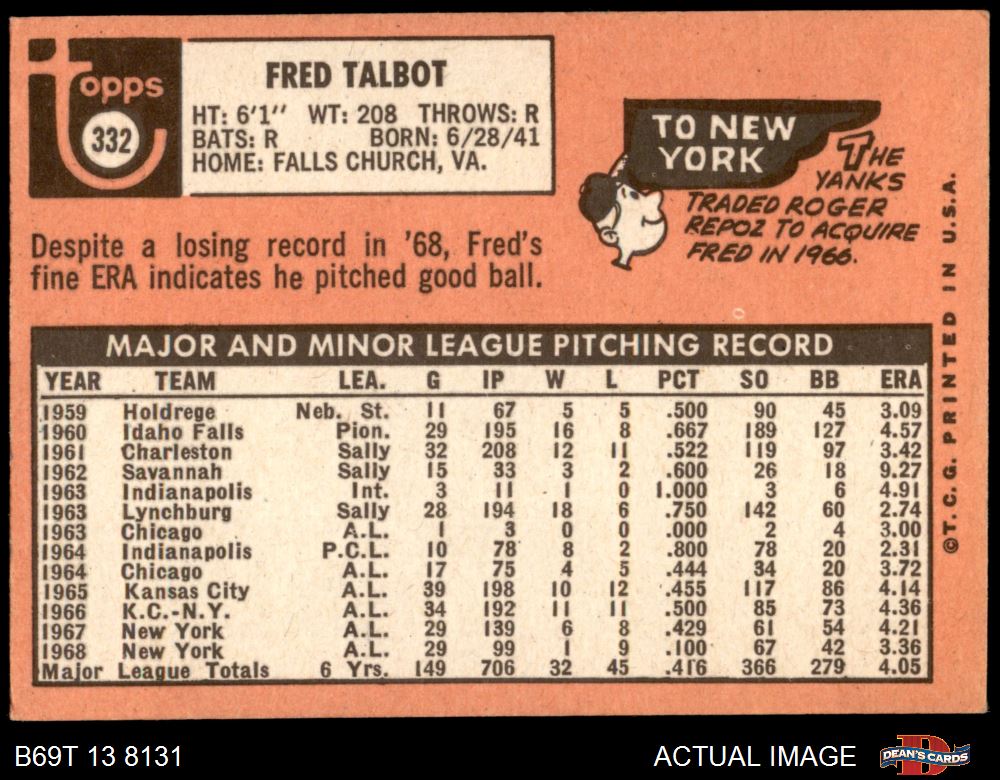 topps
332
FRED TALBOT
HT: 6'1" WT: 208 THROWS: R
BATS: R BORN: 6/28/41
HOME: FALLS CHURCH, VA.
TO NEW
YORK
THE
YANKS
TRADED ROGER
REPOZ TO ACQUIRE
FRED IN 1966.
Despite a losing record in '68, Fred's
fine ERA indicates he pitched good ball.
MAJOR AND MINOR LEAGUE PITCHING RECORD
YEAR TEAM LEA. G IP W L PCT SO BB ERA
1959 Holdrege Neb. St. 11 67 5 5 .500 90 45 3.09
1960 Idaho Falls Pion. 29 195 16 8 .667 189 127 4.57
1961 Charleston Sally 32 208 12 11 .522 119 97 3.42
1962 Savannah Sally 15 33 3 2 .600 26 18 9.27
1963 Indianapolis Int. 3 11 1 0 1.000 3 6 4.91
1963 Lynchburg Sally 28 194 18 6 .750 142 60 2.74
1963 Chicago A.L. 1 3 0 0 .000 2 4 3.00
1964 Indianapolis P.C.L. 10 78 8 2 .800 78 20 2.31
1964 Chicago A.L. 17 75 4 5 .444 34 20 3.72
1965 Kansas City A.L. 39 198 10 12 .455 117 86 4.14
1966 K.C.-N.Y. A.L. 34 192 11 11 .500 85 73 4.36
1967 New York A.L. 29 139 6 8 .429 61 54 4.21
1968 New York A.L. 29 99 1 9 .100 67 42 3.36
Major League Totals 6 Yrs. 149 706 32 45 .416 366 279 4.05
©T.C.G. PRINTED IN U.S.A.
B69T 13 8131
ACTUAL IMAGE
DEAN'S CARDS